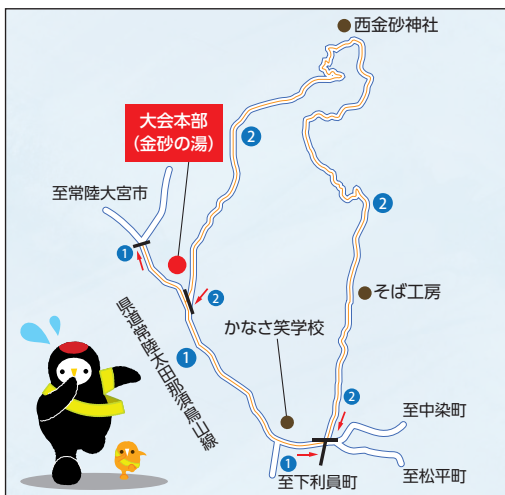 西金砂神社
大会本部
(金砂の湯)
2
至常陸大宮市
2
1
そば工房
2
県道常陸太田那須烏山線
かなさ笑学校
1
2
至中染町
1
至下利員町
至松平町